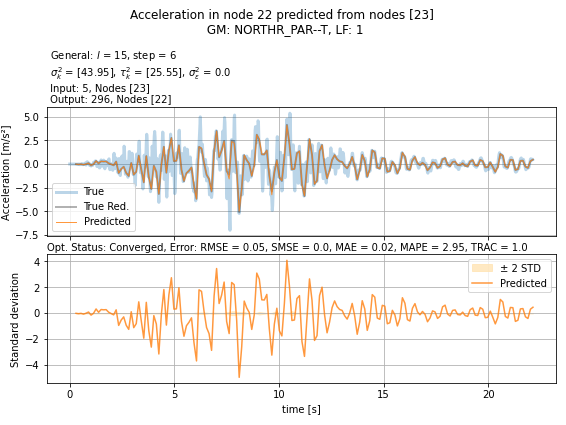 Acceleration in node 22 predicted from nodes [23]
GM: NORTHR_PAR--T, LF: 1
General: l = 15, step = 6
σ²ₖ = [43.95], τ²ₖ = [25.55], σ²ε = 0.0
Input: 5, Nodes [23]
Output: 296, Nodes [22]
Acceleration [m/s²]
5.0
2.5
0.0
−2.5
−5.0
−7.5
True
True Red.
Predicted
Opt. Status: Converged, Error: RMSE = 0.05, SMSE = 0.0, MAE = 0.02, MAPE = 2.95, TRAC = 1.0
Standard deviation
4
2
0
−2
−4
± 2 STD
Predicted
0 5 10 15 20
time [s]